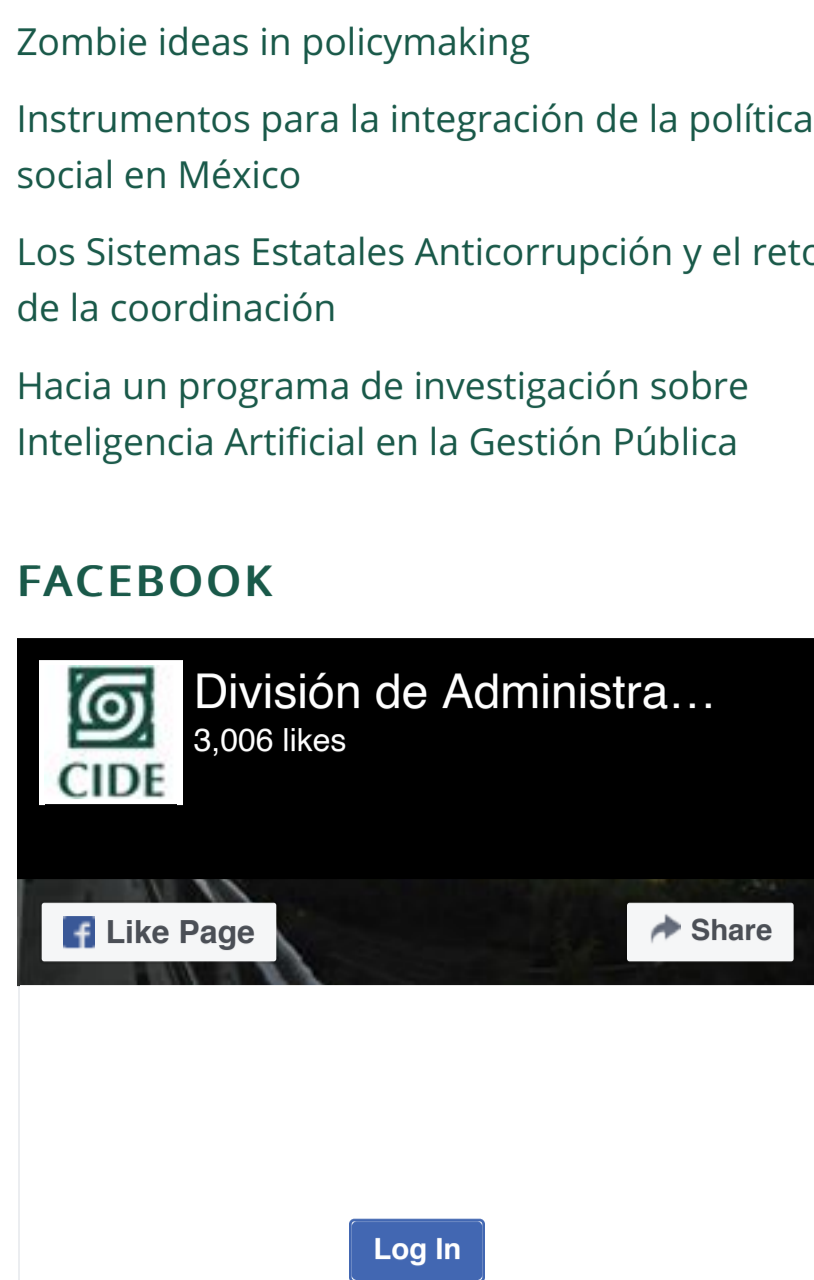 Zombie ideas in policymaking
Instrumentos para la integración de la política
social en México
Los Sistemas Estatales Anticorrupción y el reto
de la coordinación
Hacia un programa de investigación sobre
Inteligencia Artificial en la Gestión Pública
FACEBOOK
División de Administra…
3,006 likes
CIDE
Like Page
Share
Log In